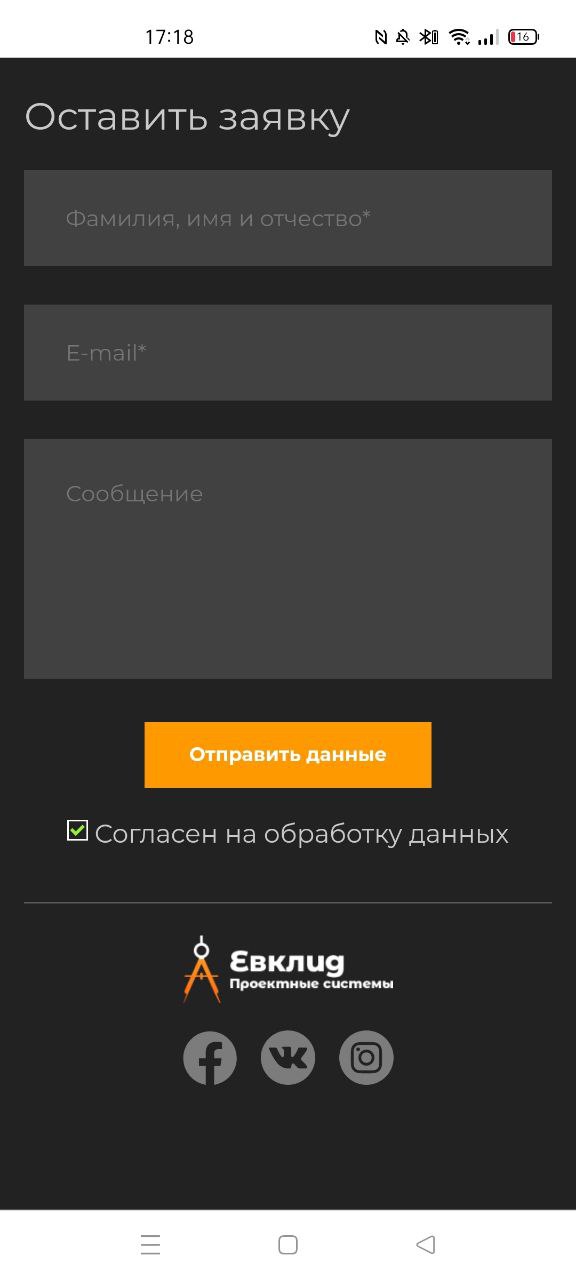 17:18
16
Оставить заявку
Фамилия, имя и отчество*
E-mail*
Сообщение
Отправить данные
Согласен на обработку данных
Евклид
Проектные системы